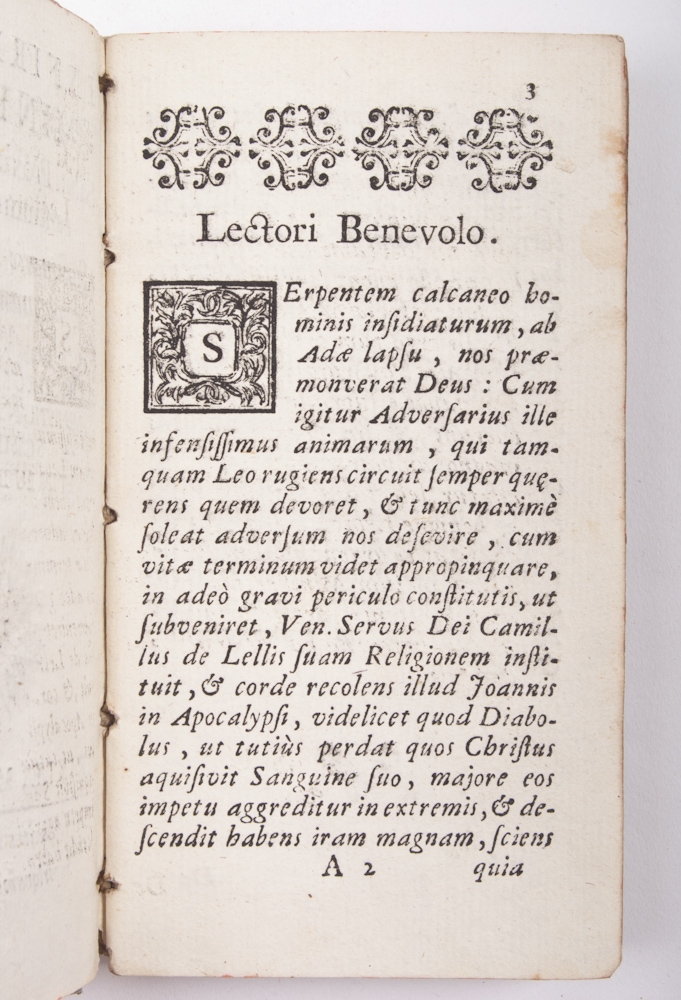 3
Lectori Benevolo.
SErpentem calcaneo ho-
minis inſidiaturum, ab
Adæ lapſu, nos præ-
monverat Deus : Cum
igitur Adverſarius ille
infenſiſſimus animarum, qui tam-
quam Leo rugiens circuit ſemper quę-
rens quem devoret, & tunc maximè
ſoleat adverſum nos deſevire, cum
vitæ terminum videt appropinquare,
in adeò gravi periculo conſtitutis, ut
ſubveniret, Ven. Servus Dei Camil-
lus de Lellis ſuam Religionem inſti-
tuit, & corde recolens illud Joannis
in Apocalypſi, videlicet quod Diabo-
lus, ut tutiùs perdat quos Chriſtus
aquiſivit Sanguine ſuo, majore eos
impetu aggreditur in extremis, & de-
ſcendit habens iram magnam, ſciens
A 2 quia